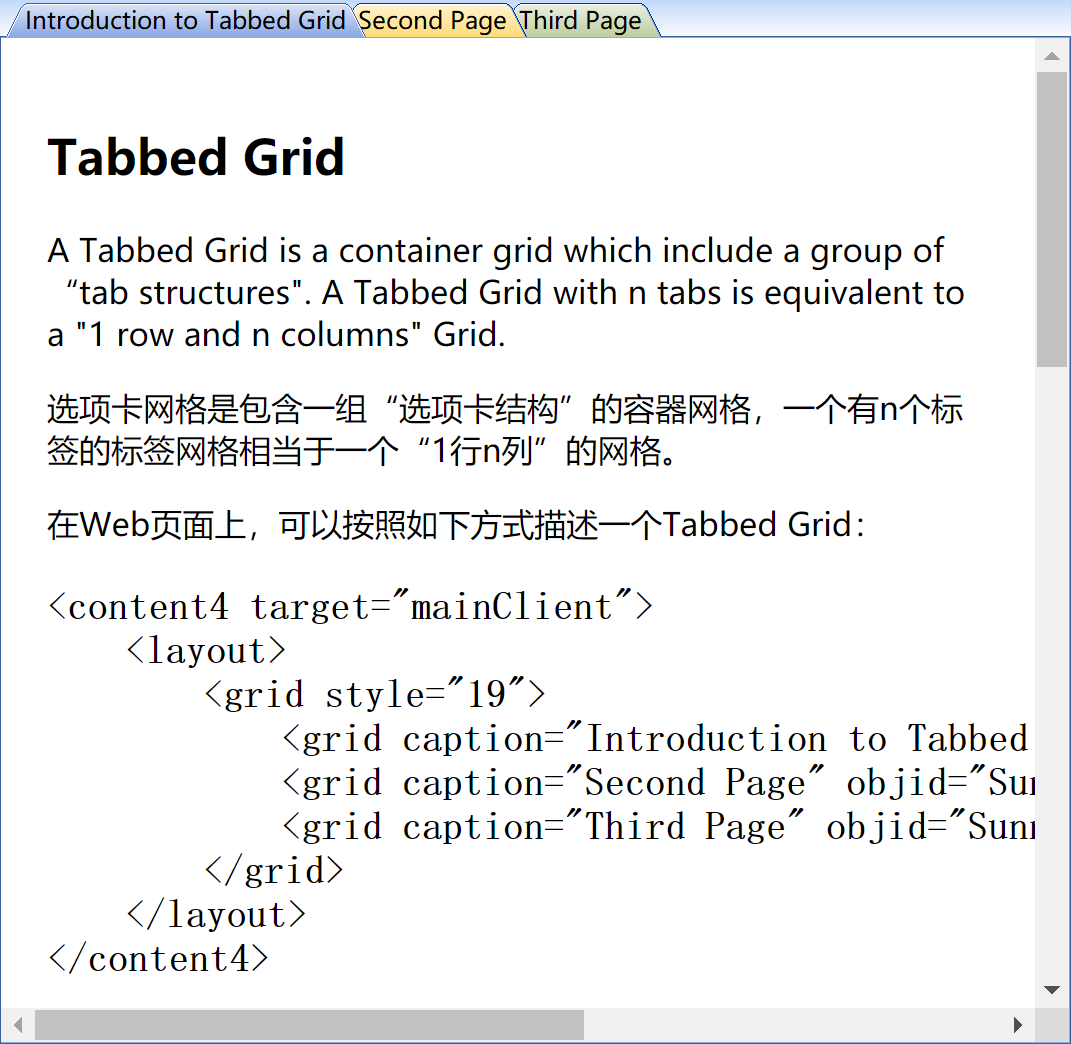 Introduction to Tabbed Grid Second Page Third Page
Tabbed Grid
A Tabbed Grid is a container grid which include a group of
“tab structures". A Tabbed Grid with n tabs is equivalent to
a "1 row and n columns" Grid.
选项卡网格是包含一组“选项卡结构”的容器网格，一个有n个标
签的标签网格相当于一个“1行n列”的网格。
在Web页面上，可以按照如下方式描述一个Tabbed Grid：
<content4 target="mainClient">
    <layout>
        <grid style="19">
            <grid caption="Introduction to Tabbed
            <grid caption="Second Page" objid="Sun
            <grid caption="Third Page" objid="Sunn
        </grid>
    </layout>
</content4>